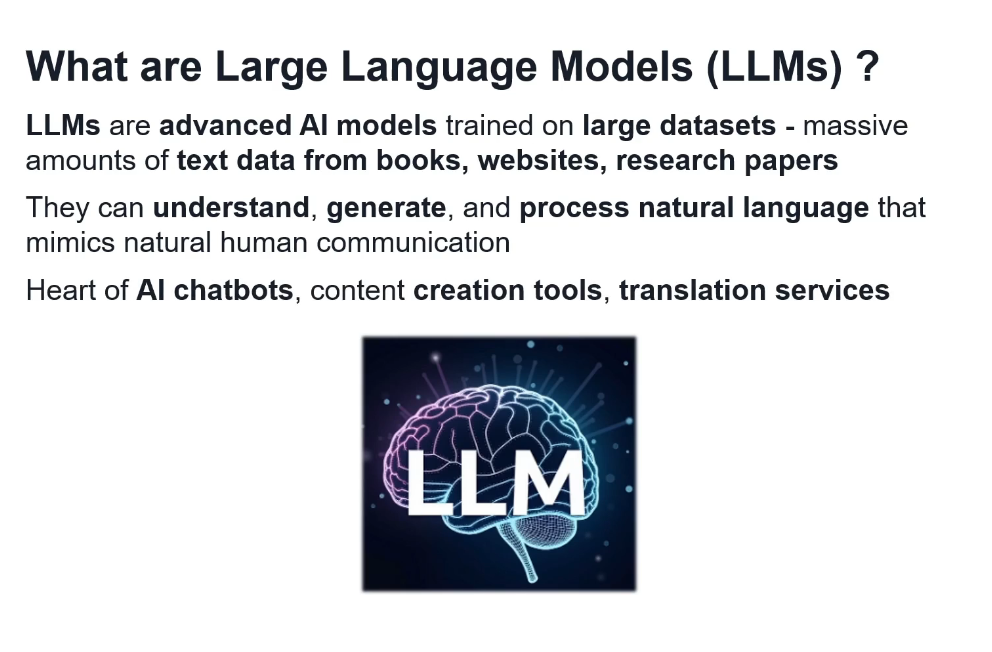 What are Large Language Models (LLMs) ?
LLMs are advanced AI models trained on large datasets - massive
amounts of text data from books, websites, research papers
They can understand, generate, and process natural language that
mimics natural human communication
Heart of AI chatbots, content creation tools, translation services
LLM